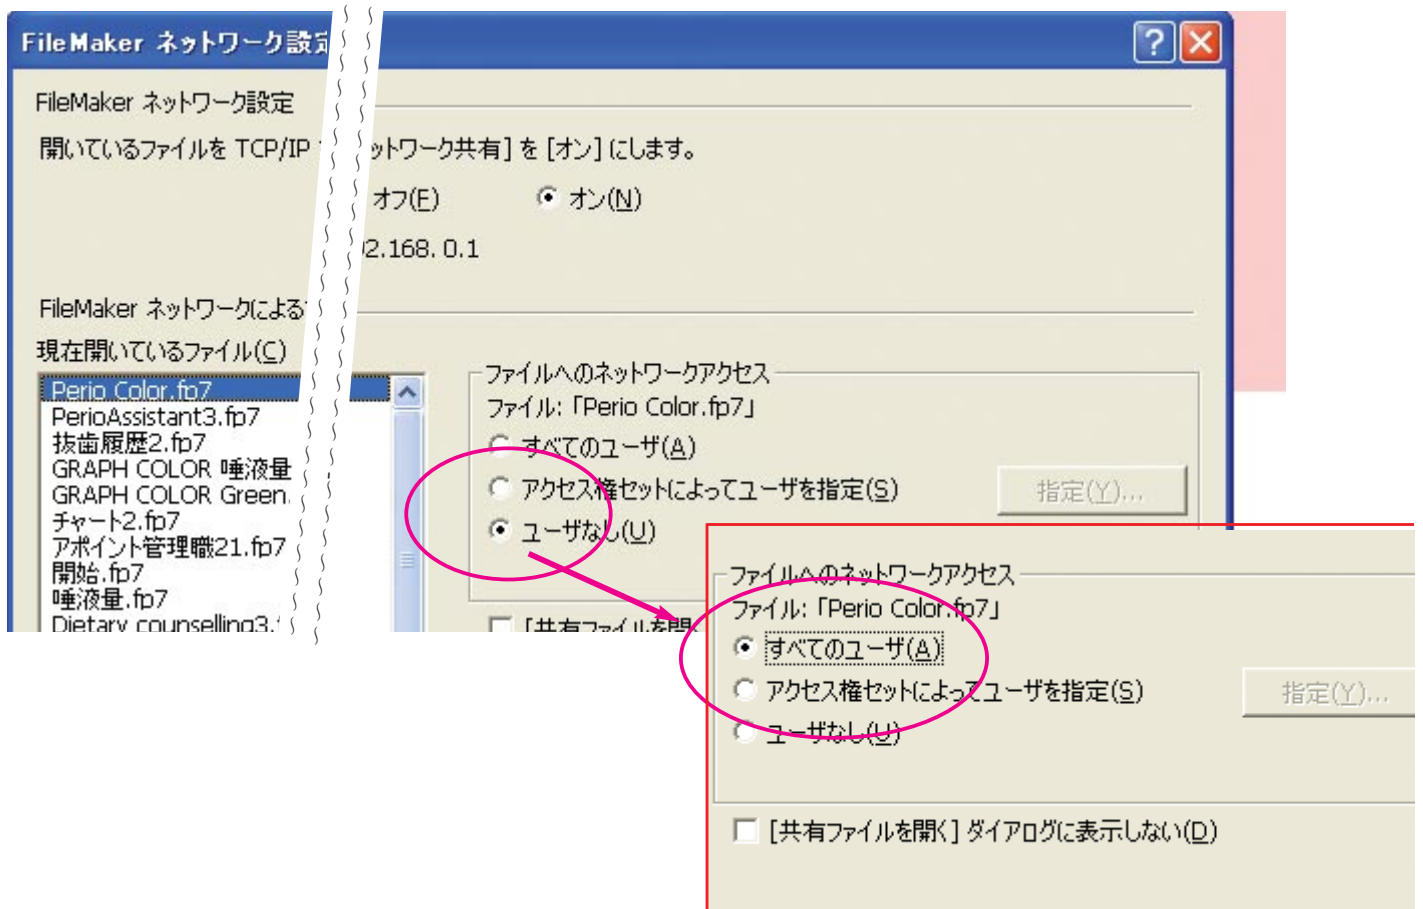 FileMaker ネットワーク設定
FileMaker ネットワーク設定
開いているファイルを TCP/IP ットワーク共有] を [オン] にします。
オフ(F) オン(N)
92.168. 0.1
FileMaker ネットワークによる
現在開いているファイル(C)
Perio Color.fp7
PerioAssistant3.fp7
抜歯履歴2.fp7
GRAPH COLOR 唾液量
GRAPH COLOR Green.
チャート2.fp7
アポイント管理職21.fp7
開始.fp7
唾液量.fp7
Dietary counselling3.
ファイルへのネットワークアクセス
ファイル: 「Perio Color.fp7」
すべてのユーザ(A)
アクセス権セットによってユーザを指定(S) 指定(Y)...
ユーザなし(U)
[共有ファイルを開
ファイルへのネットワークアクセス
ファイル: 「Perio Color.fp7」
すべてのユーザ(A)
アクセス権セットによってユーザを指定(S) 指定(Y)...
ユーザなし(U)
[共有ファイルを開く] ダイアログに表示しない(D)